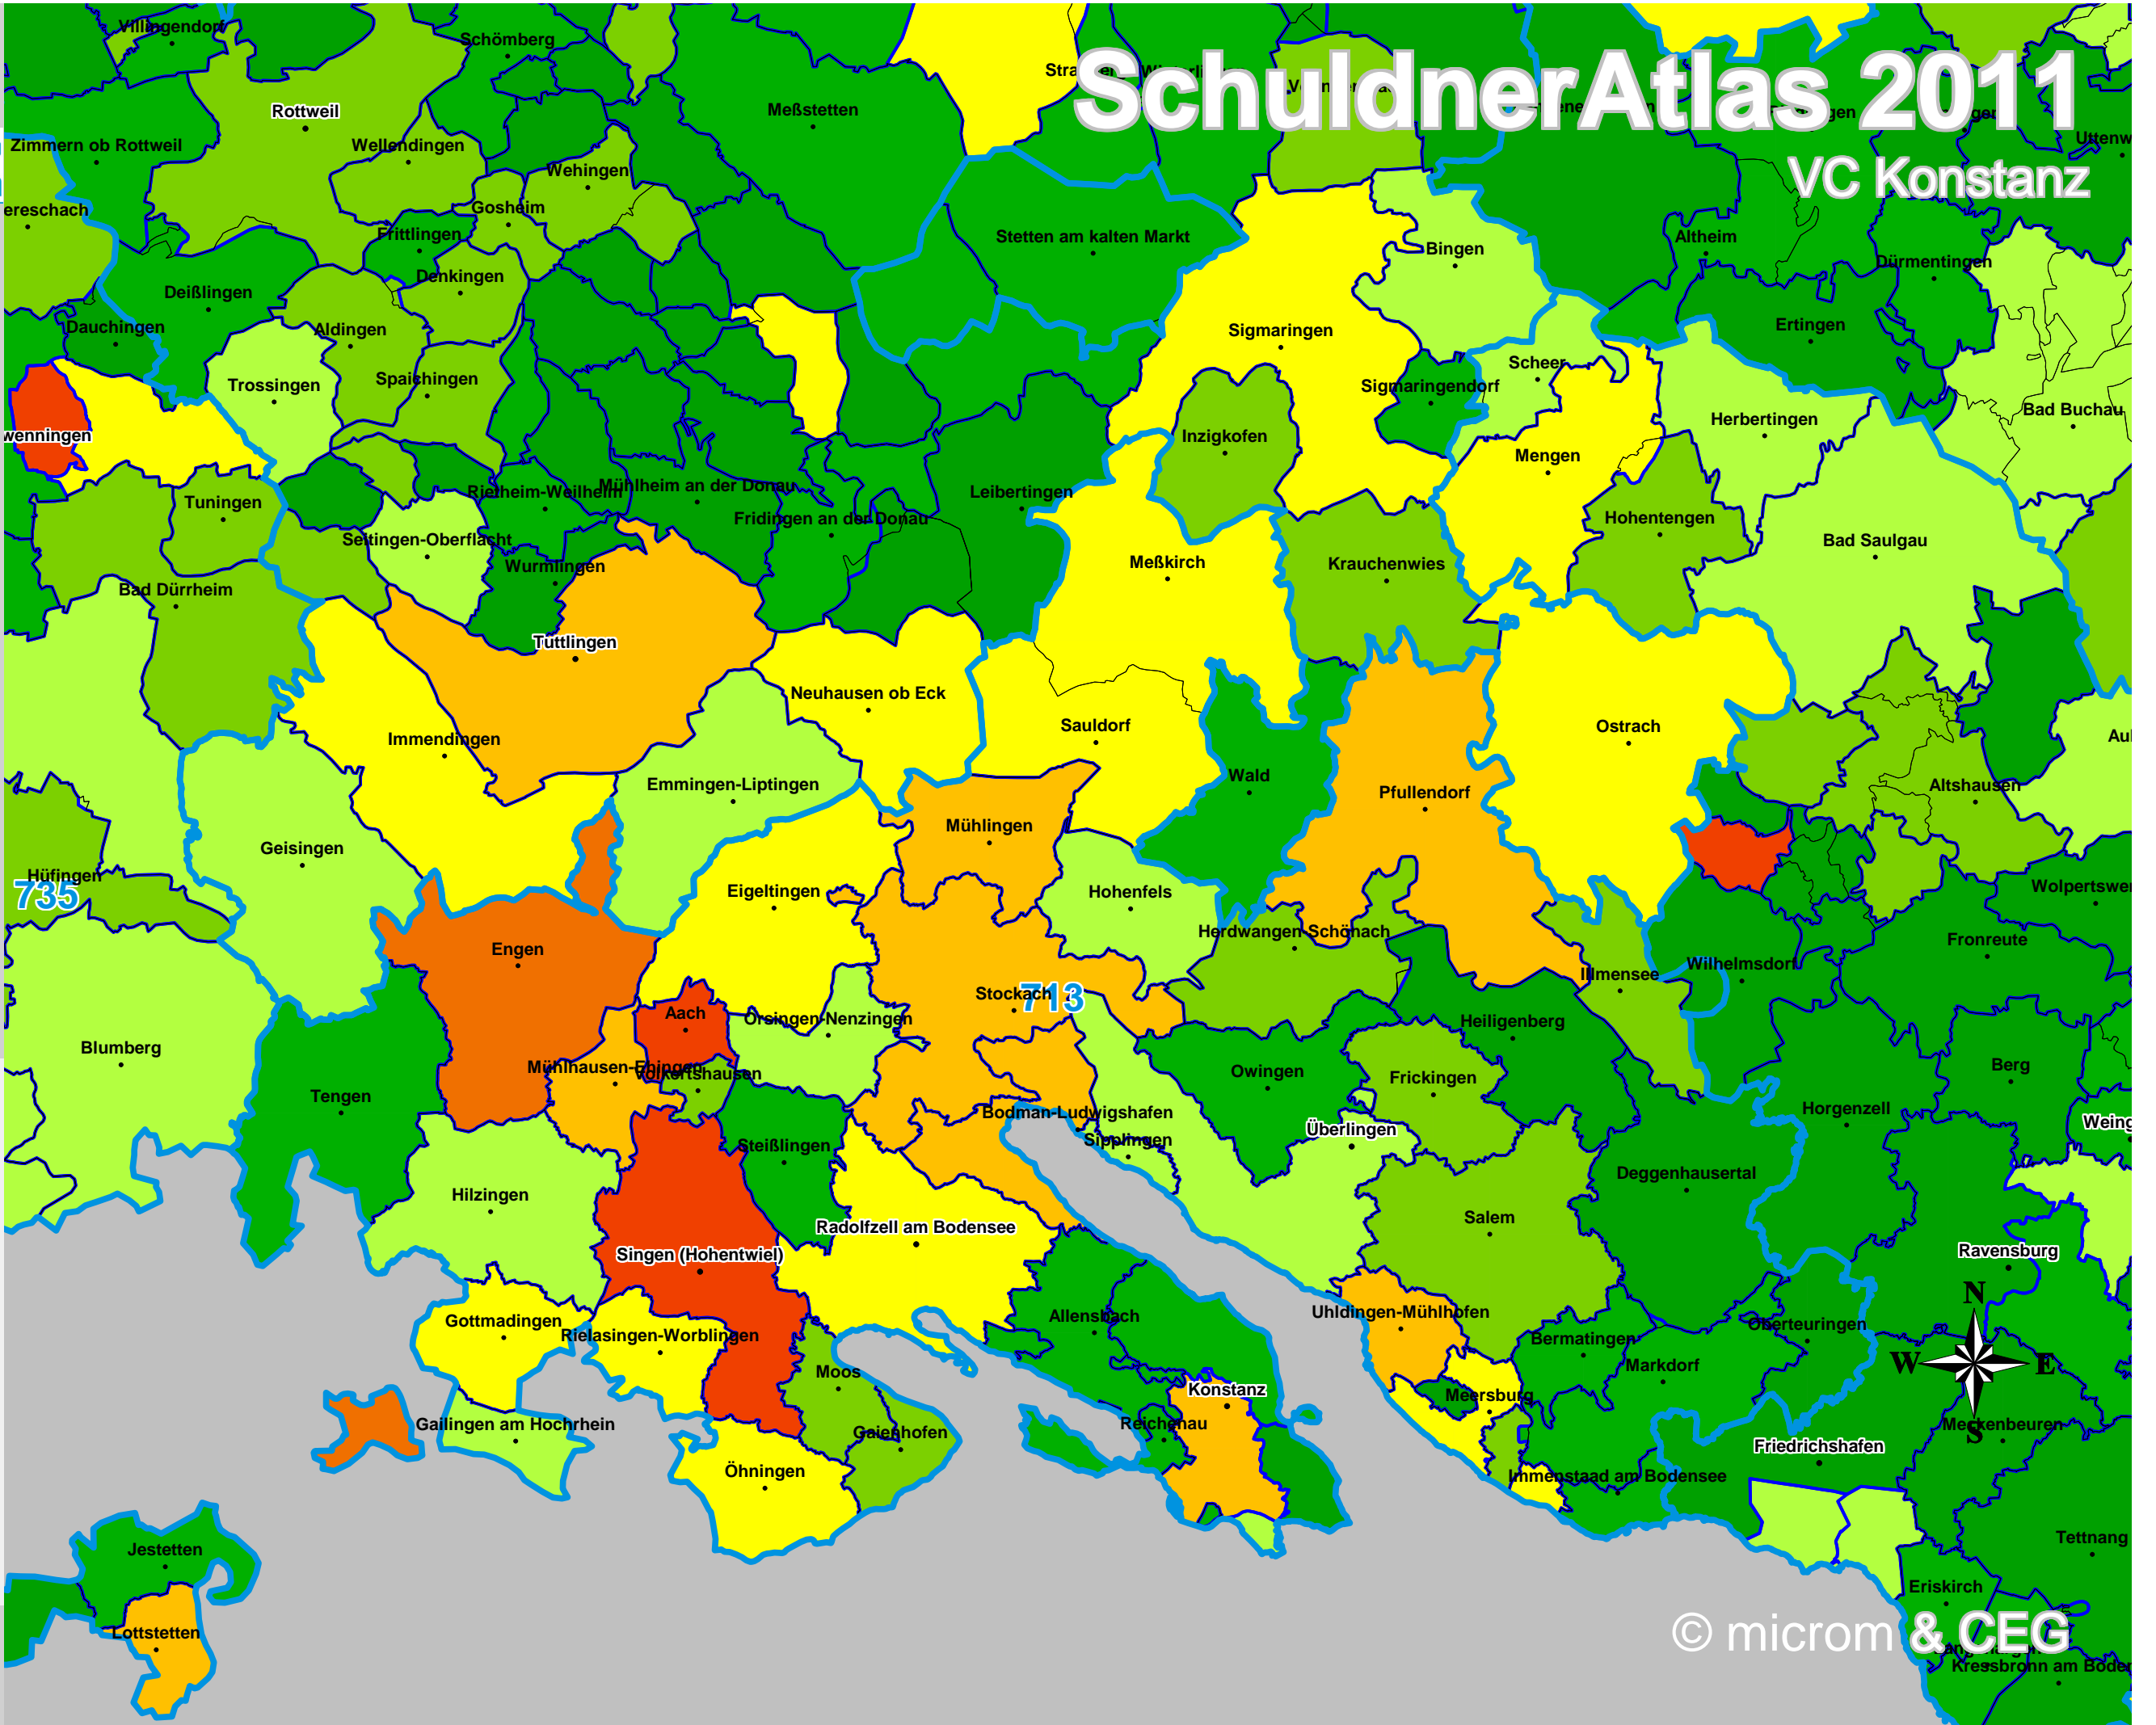 SchuldnerAtlas 2011
VC Konstanz
Villingendorf
Schömberg
Rottweil
Meßstetten
Zimmern ob Rottweil
Wellendingen
Wehingen
Gosheim
ereschach
Frittlingen
Stetten am kalten Markt
Bingen
Altheim
Dürmentingen
Denkingen
Deißlingen
Dauchingen
Aldingen
Sigmaringen
Ertingen
Scheer
Trossingen
Spaichingen
Sigmaringendorf
Herbertingen
Bad Buchau
wenningen
Inzigkofen
Mengen
Tuningen
Rietheim-Weilheim
Mühlheim an der Donau
Leibertingen
Fridingen an der Donau
Hohentengen
Seitingen-Oberflacht
Bad Saulgau
Wurmlingen
Meßkirch
Krauchenwies
Bad Dürrheim
Tuttlingen
Neuhausen ob Eck
Immendingen
Sauldorf
Ostrach
Emmingen-Liptingen
Wald
Pfullendorf
Altshausen
Mühlingen
Geisingen
Hüfingen
735
Eigeltingen
Hohenfels
Wolpertswe
Engen
Herdwangen-Schönach
Fronreute
Illmensee
Wilhelmsdorf
Stockach
713
Aach
Orsingen-Nenzingen
Heiligenberg
Blumberg
Mühlhausen-Ehingen
Volkertshausen
Owingen
Frickingen
Berg
Tengen
Bodman-Ludwigshafen
Horgenzell
Weing
Überlingen
Steißlingen
Sipplingen
Deggenhausertal
Hilzingen
Salem
Radolfzell am Bodensee
Singen (Hohentwiel)
Ravensburg
N
Gottmadingen
Rielasingen-Worblingen
Allensbach
Uhldingen-Mühlhofen
Oberteuringen
Bermatingen
Markdorf
W
E
Moos
Konstanz
Meersburg
Gailingen am Hochrhein
Gaienhofen
Reichenau
Meckenbeuren
S
Friedrichshafen
Öhningen
Immenstaad am Bodensee
Jestetten
Tettnang
Eriskirch
Lottstetten
© microm & CEG
Kressbronn am Boden